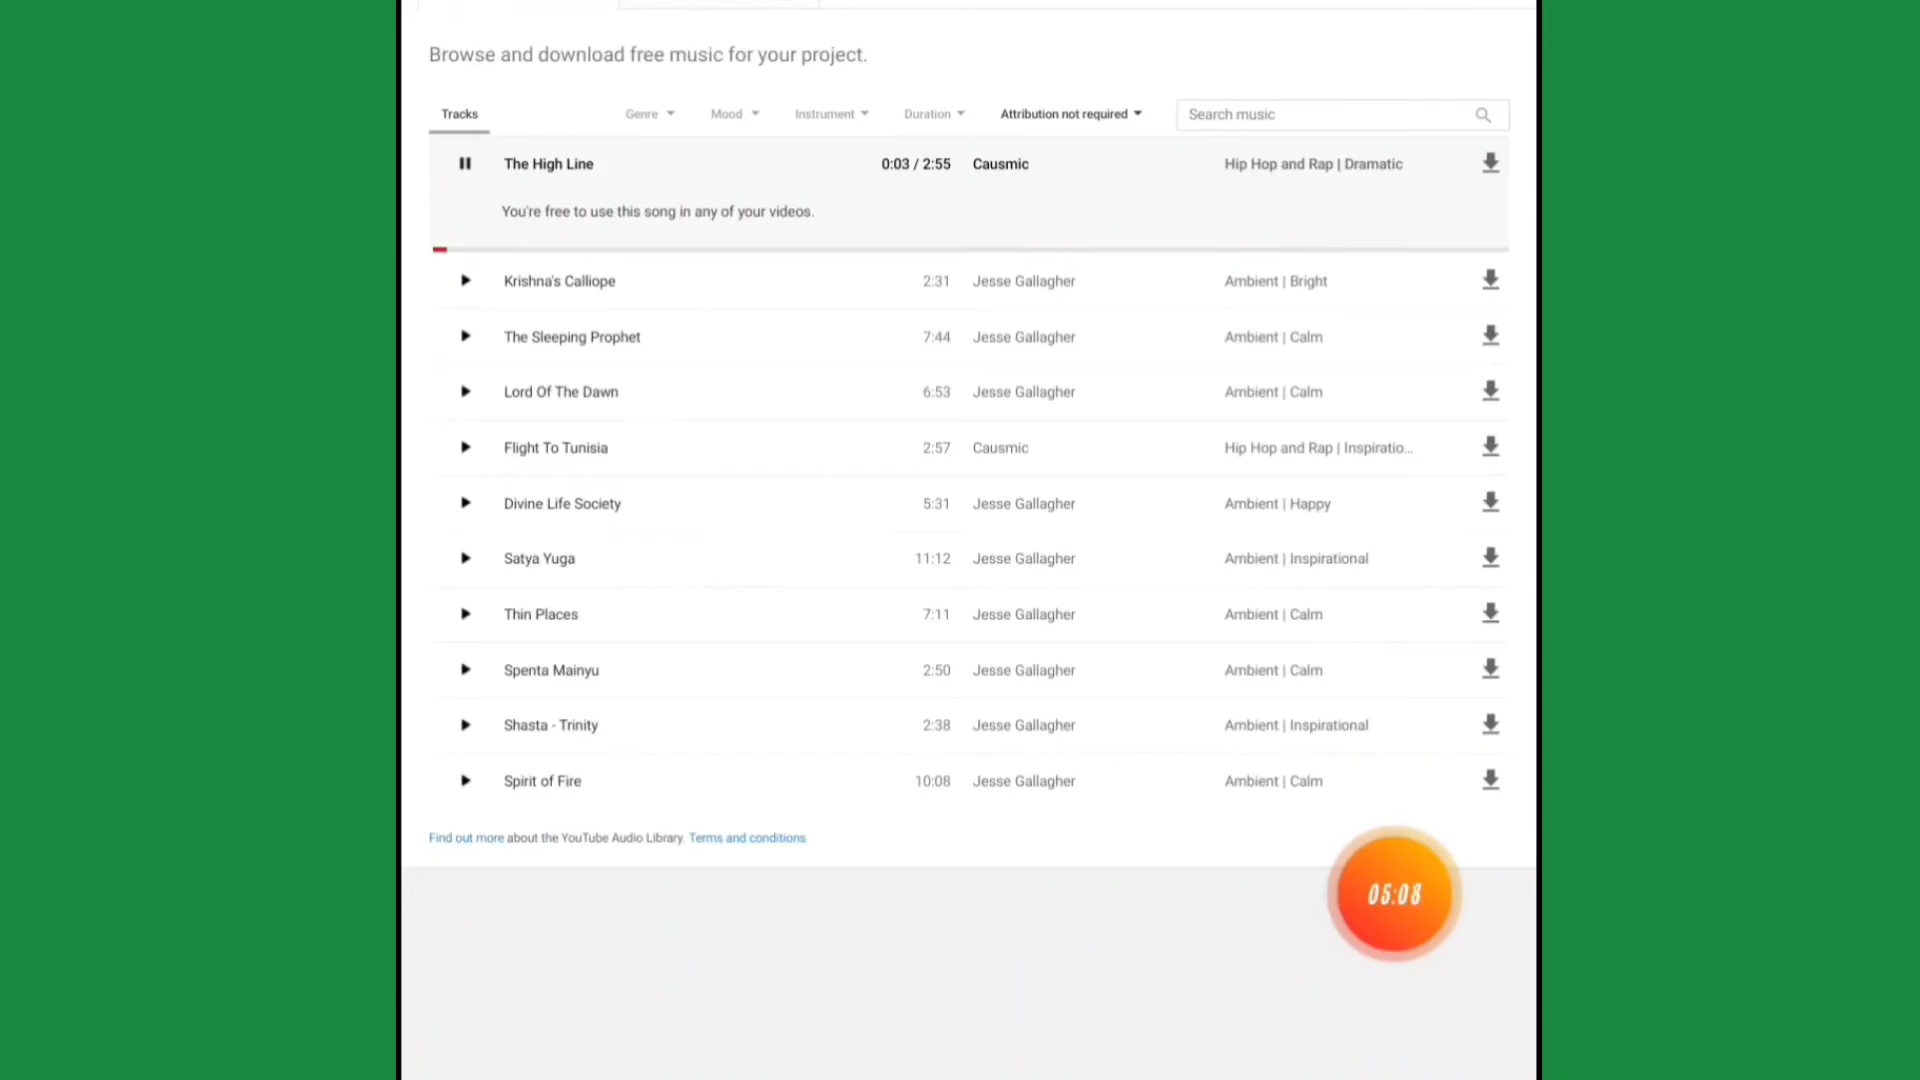 Browse and download free music for your project.
Tracks Genre Mood Instrument Duration Attribution not required Search music
The High Line 0:03 / 2:55 Causmic Hip Hop and Rap | Dramatic
You're free to use this song in any of your videos.
Krishna's Calliope 2:31 Jesse Gallagher Ambient | Bright
The Sleeping Prophet 7:44 Jesse Gallagher Ambient | Calm
Lord Of The Dawn 6:53 Jesse Gallagher Ambient | Calm
Flight To Tunisia 2:57 Causmic Hip Hop and Rap | Inspiratio...
Divine Life Society 5:31 Jesse Gallagher Ambient | Happy
Satya Yuga 11:12 Jesse Gallagher Ambient | Inspirational
Thin Places 7:11 Jesse Gallagher Ambient | Calm
Spenta Mainyu 2:50 Jesse Gallagher Ambient | Calm
Shasta - Trinity 2:38 Jesse Gallagher Ambient | Inspirational
Spirit of Fire 10:08 Jesse Gallagher Ambient | Calm
Find out more about the YouTube Audio Library. Terms and conditions
05:08